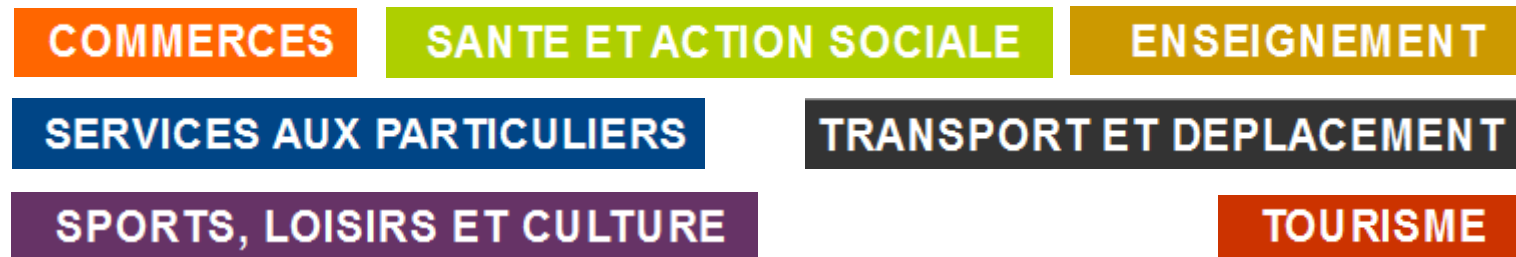 COMMERCES
SANTE ET ACTION SOCIALE
ENSEIGNEMENT
SERVICES AUX PARTICULIERS
TRANSPORT ET DEPLACEMENT
SPORTS, LOISIRS ET CULTURE
TOURISME